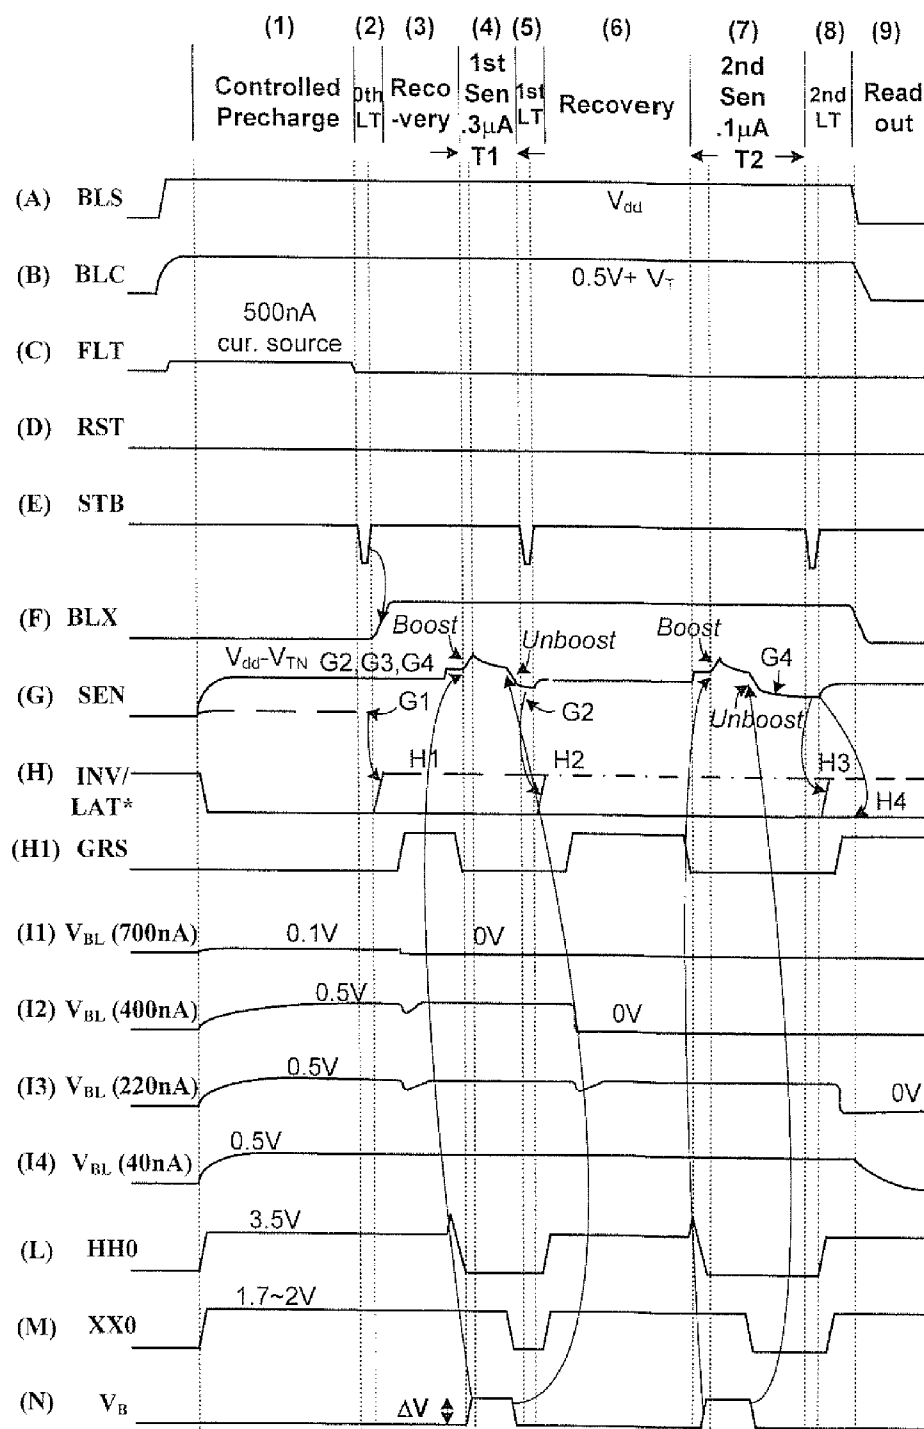 (1) (2) (3) (4) (5) (6) (7) (8) (9)
Controlled Precharge
0th LT
Reco-very
1st Sen .3µA
1st LT
Recovery
2nd Sen .1µA
2nd LT
Read out
T1
T2
(A) BLS
Vdd
(B) BLC
0.5V+ VT
500nA
cur. source
(C) FLT
(D) RST
(E) STB
(F) BLX
Boost
Unboost
Boost
Vdd-VTN G2,G3,G4
G4
(G) SEN
G1
G2
Unboost
(H) INV/
LAT*
H1
H2
H3
H4
(H1) GRS
(I1) VBL (700nA)
0.1V
0V
(I2) VBL (400nA)
0.5V
0V
(I3) VBL (220nA)
0.5V
0V
(I4) VBL (40nA)
0.5V
(L) HH0
3.5V
(M) XX0
1.7~2V
(N) VB
ΔV